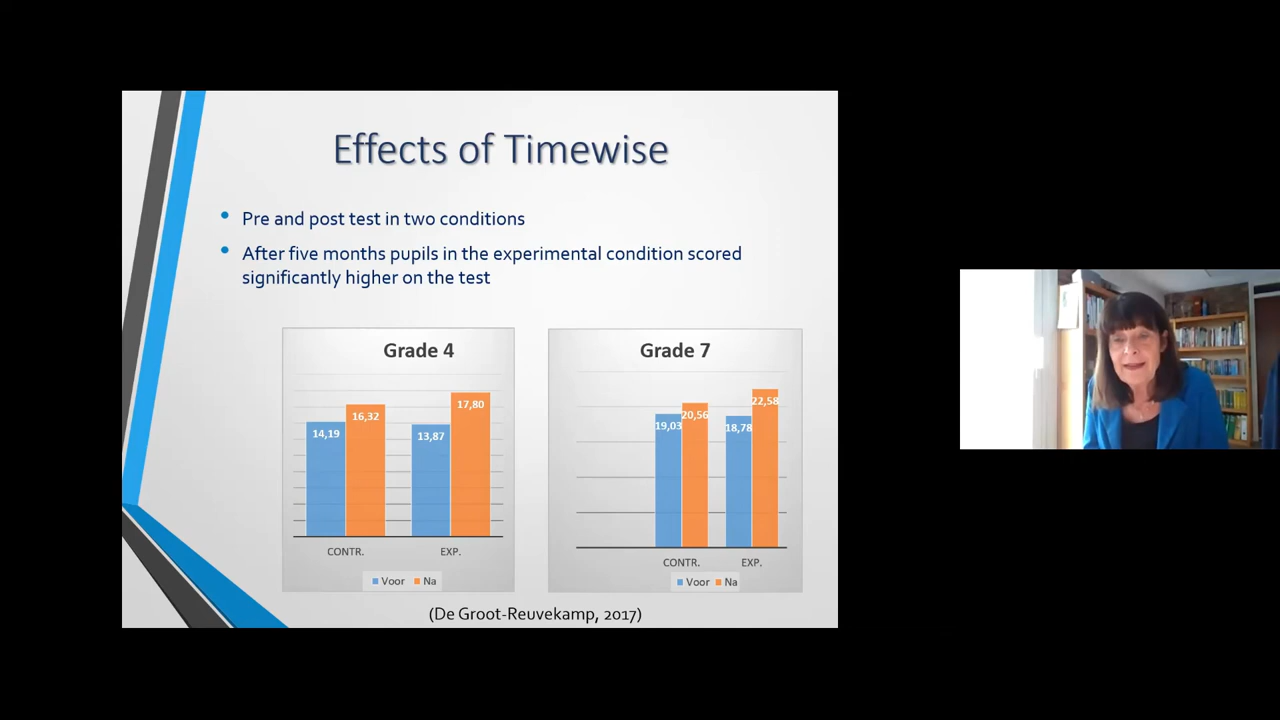 Effects of Timewise
Pre and post test in two conditions
After five months pupils in the experimental condition scored
significantly higher on the test
Grade 4
14,19
16,32
13,87
17,80
CONTR.
EXP.
Voor
Na
Grade 7
19,03
20,56
18,78
22,58
CONTR.
EXP.
Voor
Na
(De Groot-Reuvekamp, 2017)